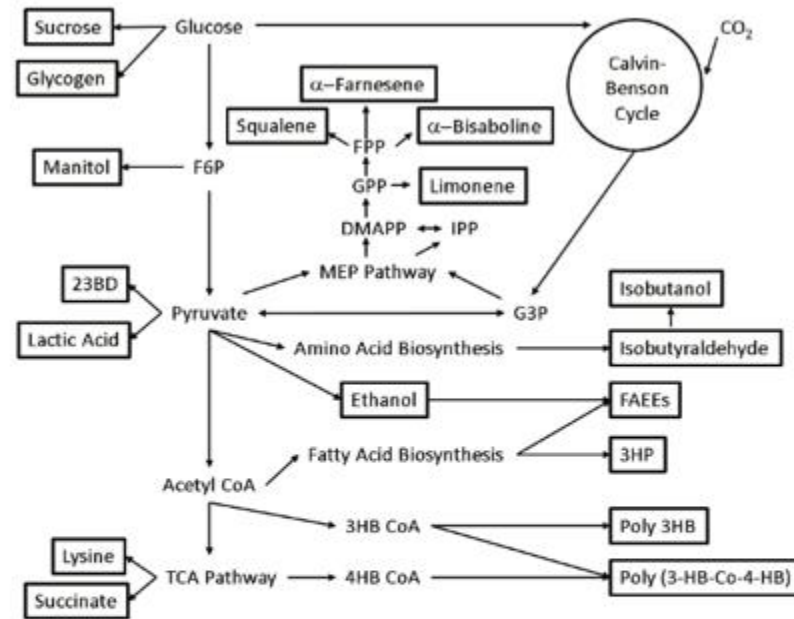 Sucrose
Glucose
CO₂
Glycogen
Calvin-
Benson
Cycle
α–Farnesene
Squalene
α–Bisaboline
FPP
Manitol
F6P
GPP
Limonene
DMAPP
IPP
MEP Pathway
23BD
Pyruvate
G3P
Isobutanol
Lactic Acid
Amino Acid Biosynthesis
Isobutyraldehyde
Ethanol
FAEEs
Fatty Acid Biosynthesis
3HP
Acetyl CoA
3HB CoA
Poly 3HB
Lysine
TCA Pathway
4HB CoA
Poly (3-HB-Co-4-HB)
Succinate